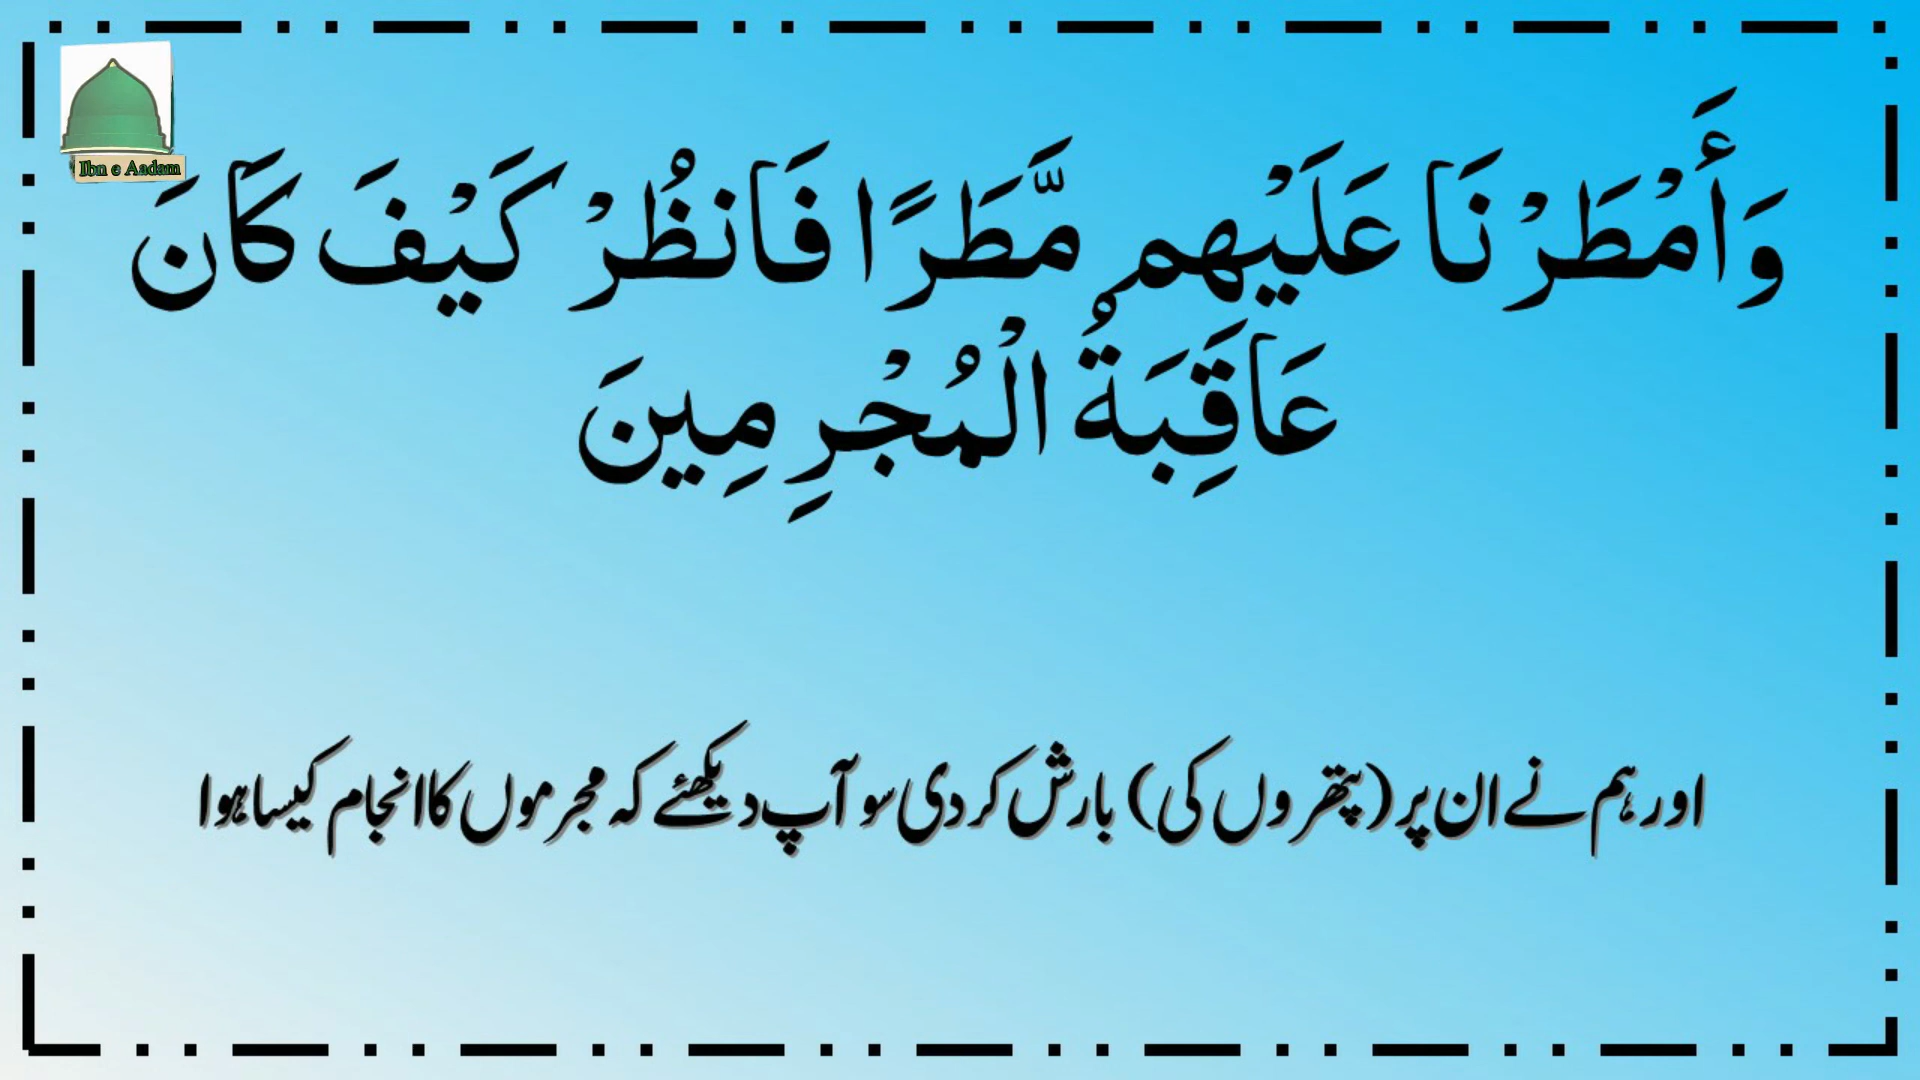 Ibn e Aadam
وَأَمْطَرْنَا عَلَيْهِم مَّطَرًا فَانظُرْ كَيْفَ كَانَ
عَاقِبَةُ الْمُجْرِمِينَ
اور ہم نے ان پر (پتھروں کی) بارش کر دی سو آپ دیکھئے کہ مجرموں کا انجام کیسا ہوا